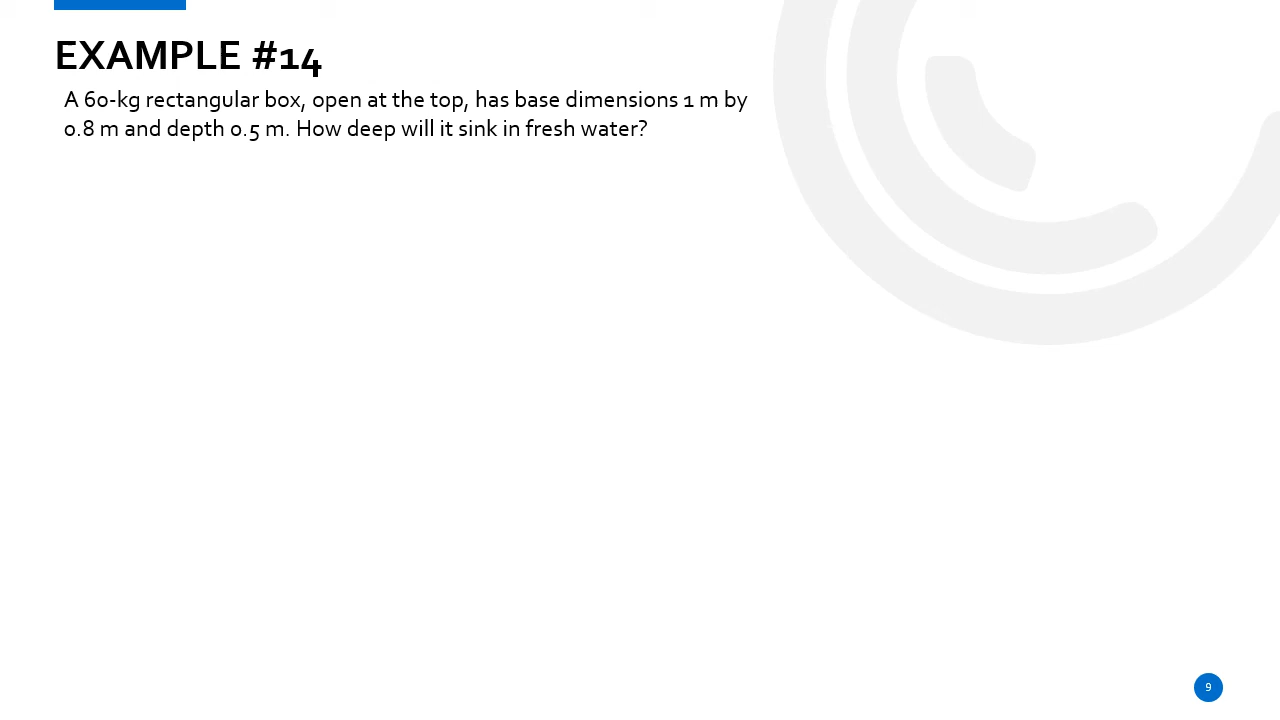 EXAMPLE #14
A 60-kg rectangular box, open at the top, has base dimensions 1 m by
0.8 m and depth 0.5 m. How deep will it sink in fresh water?
9